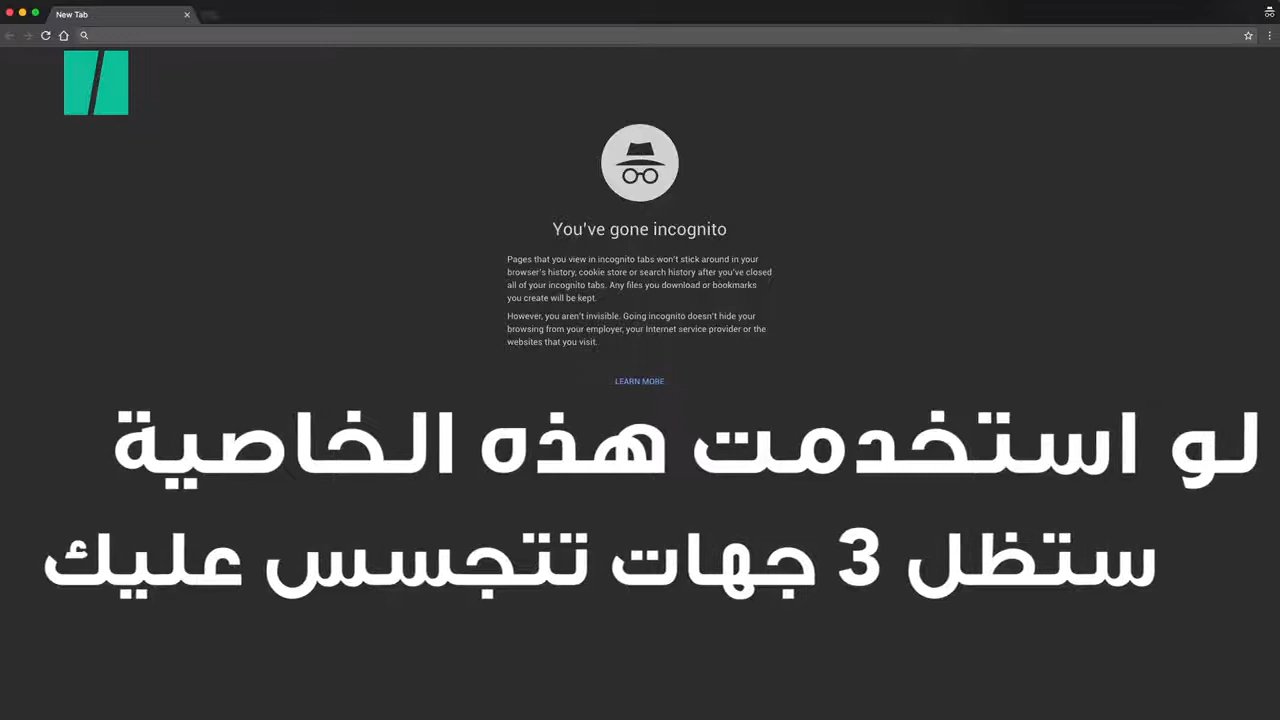 New Tab
You've gone incognito
Pages that you view in incognito tabs won't stick around in your
browser's history, cookie store or search history after you've closed
all of your incognito tabs. Any files you download or bookmarks
you create will be kept.
However, you aren't invisible. Going incognito doesn't hide your
browsing from your employer, your Internet service provider or the
websites that you visit.
LEARN MORE
لو استخدمت هذه الخاصية
ستظل 3 جهات تتجسس عليك